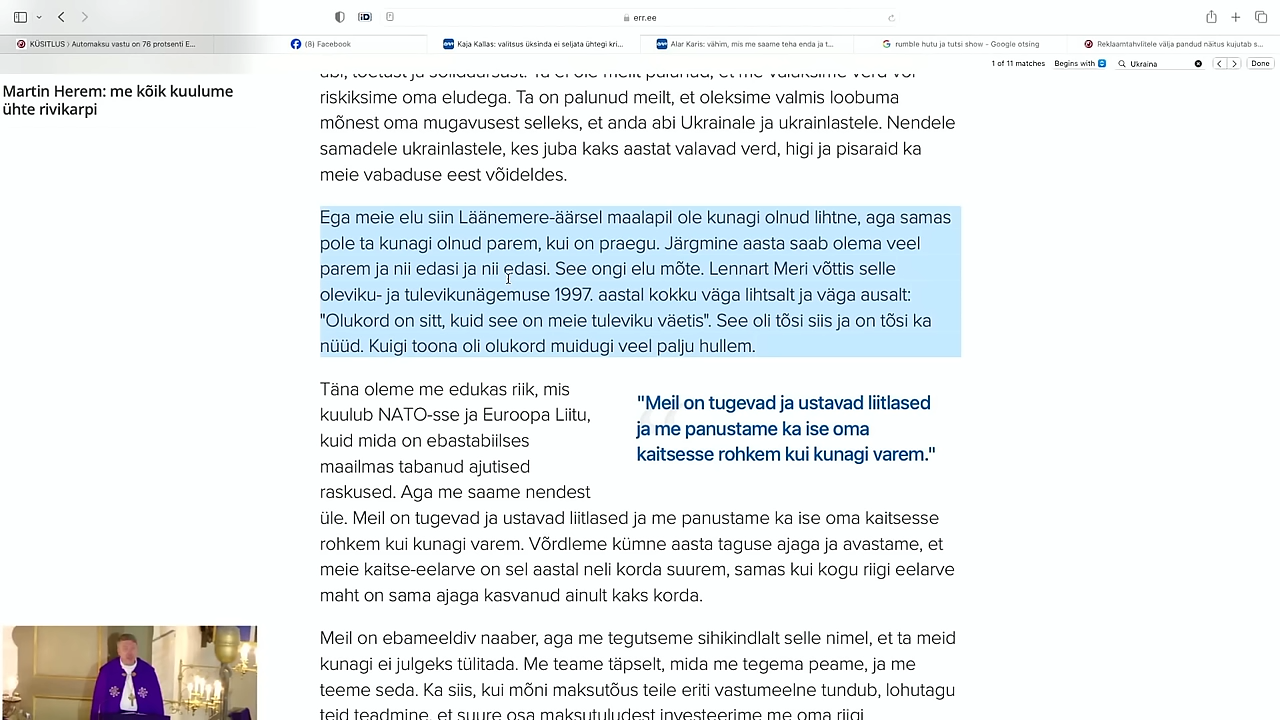 err.ee
KÜSITLUS ⟩ Automaksu vastu on 76 protsenti E...
(8) Facebook
Kaja Kallas: valitsus üksinda ei seljata ühtegi kri...
Alar Karis: vähim, mis me saame teha enda ja t...
rumble hutu ja tutsi show - Google otsing
Reklaamtahvlitele välja pandud näitus kujutab s...
1 of 11 matches
Begins with
Ukraina
Done
Martin Herem: me kõik kuulume
ühte rivikarpi
abi, toetust ja solidaarsust. Ta ei ole meilt palunud, et me valaksime verd või
riskiksime oma eludega. Ta on palunud meilt, et oleksime valmis loobuma
mõnest oma mugavusest selleks, et anda abi Ukrainale ja ukrainlastele. Nendele
samadele ukrainlastele, kes juba kaks aastat valavad verd, higi ja pisaraid ka
meie vabaduse eest võideldes.
Ega meie elu siin Läänemere-äärsel maalapil ole kunagi olnud lihtne, aga samas
pole ta kunagi olnud parem, kui on praegu. Järgmine aasta saab olema veel
parem ja nii edasi ja nii edasi. See ongi elu mõte. Lennart Meri võttis selle
oleviku- ja tulevikunägemuse 1997. aastal kokku väga lihtsalt ja väga ausalt:
"Olukord on sitt, kuid see on meie tuleviku väetis". See oli tõsi siis ja on tõsi ka
nüüd. Kuigi toona oli olukord muidugi veel palju hullem.
Täna oleme me edukas riik, mis
kuulub NATO-sse ja Euroopa Liitu,
kuid mida on ebastabiilses
maailmas tabanud ajutised
raskused. Aga me saame nendest
"Meil on tugevad ja ustavad liitlased
ja me panustame ka ise oma
kaitsesse rohkem kui kunagi varem."
üle. Meil on tugevad ja ustavad liitlased ja me panustame ka ise oma kaitsesse
rohkem kui kunagi varem. Võrdleme kümne aasta taguse ajaga ja avastame, et
meie kaitse-eelarve on sel aastal neli korda suurem, samas kui kogu riigi eelarve
maht on sama ajaga kasvanud ainult kaks korda.
Meil on ebameeldiv naaber, aga me tegutseme sihikindlalt selle nimel, et ta meid
kunagi ei julgeks tülitada. Me teame täpselt, mida me tegema peame, ja me
teeme seda. Ka siis, kui mõni maksutõus teile eriti vastumeelne tundub, lohutagu
teid teadmine, et suure osa maksutuludest investeerime me oma riigi